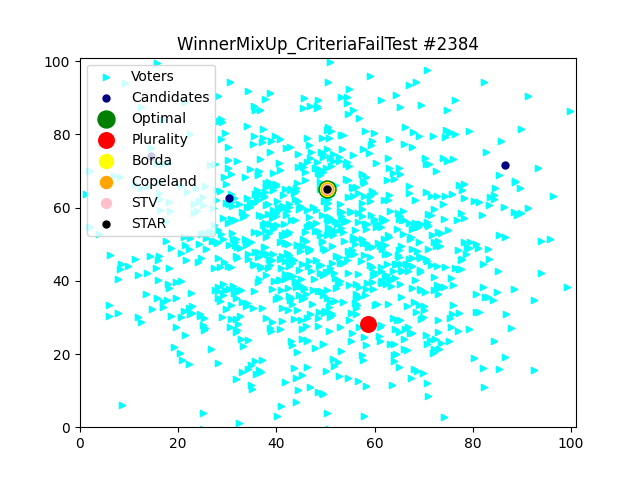 WinnerMixUp_CriteriaFailTest #2384
100
80
60
40
20
0
Voters
Candidates
Optimal
Plurality
Borda
Copeland
STV
STAR
0 20 40 60 80 100